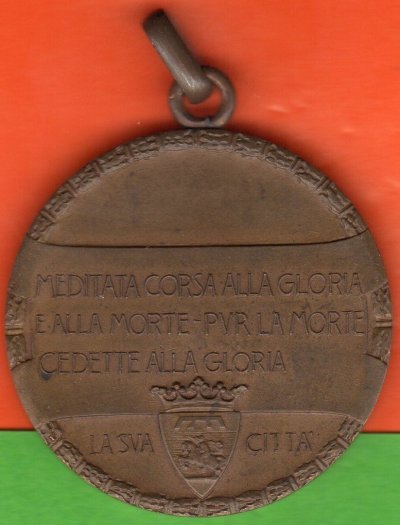 MEDITATA CORSA ALLA GLORIA
E ALLA MORTE - PVR LA MORTE
CEDETTE ALLA GLORIA
LA SVA CITTA'